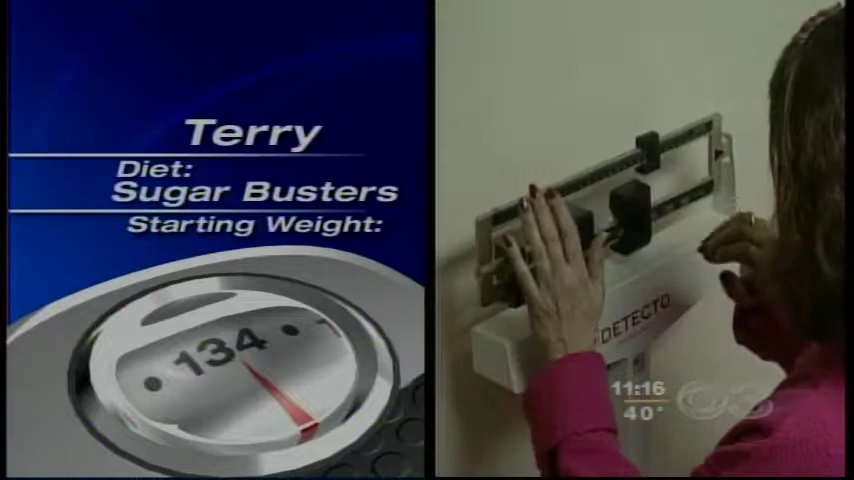 Terry
Diet:
Sugar Busters
Starting Weight:
134
DETECTO
11:16
40°